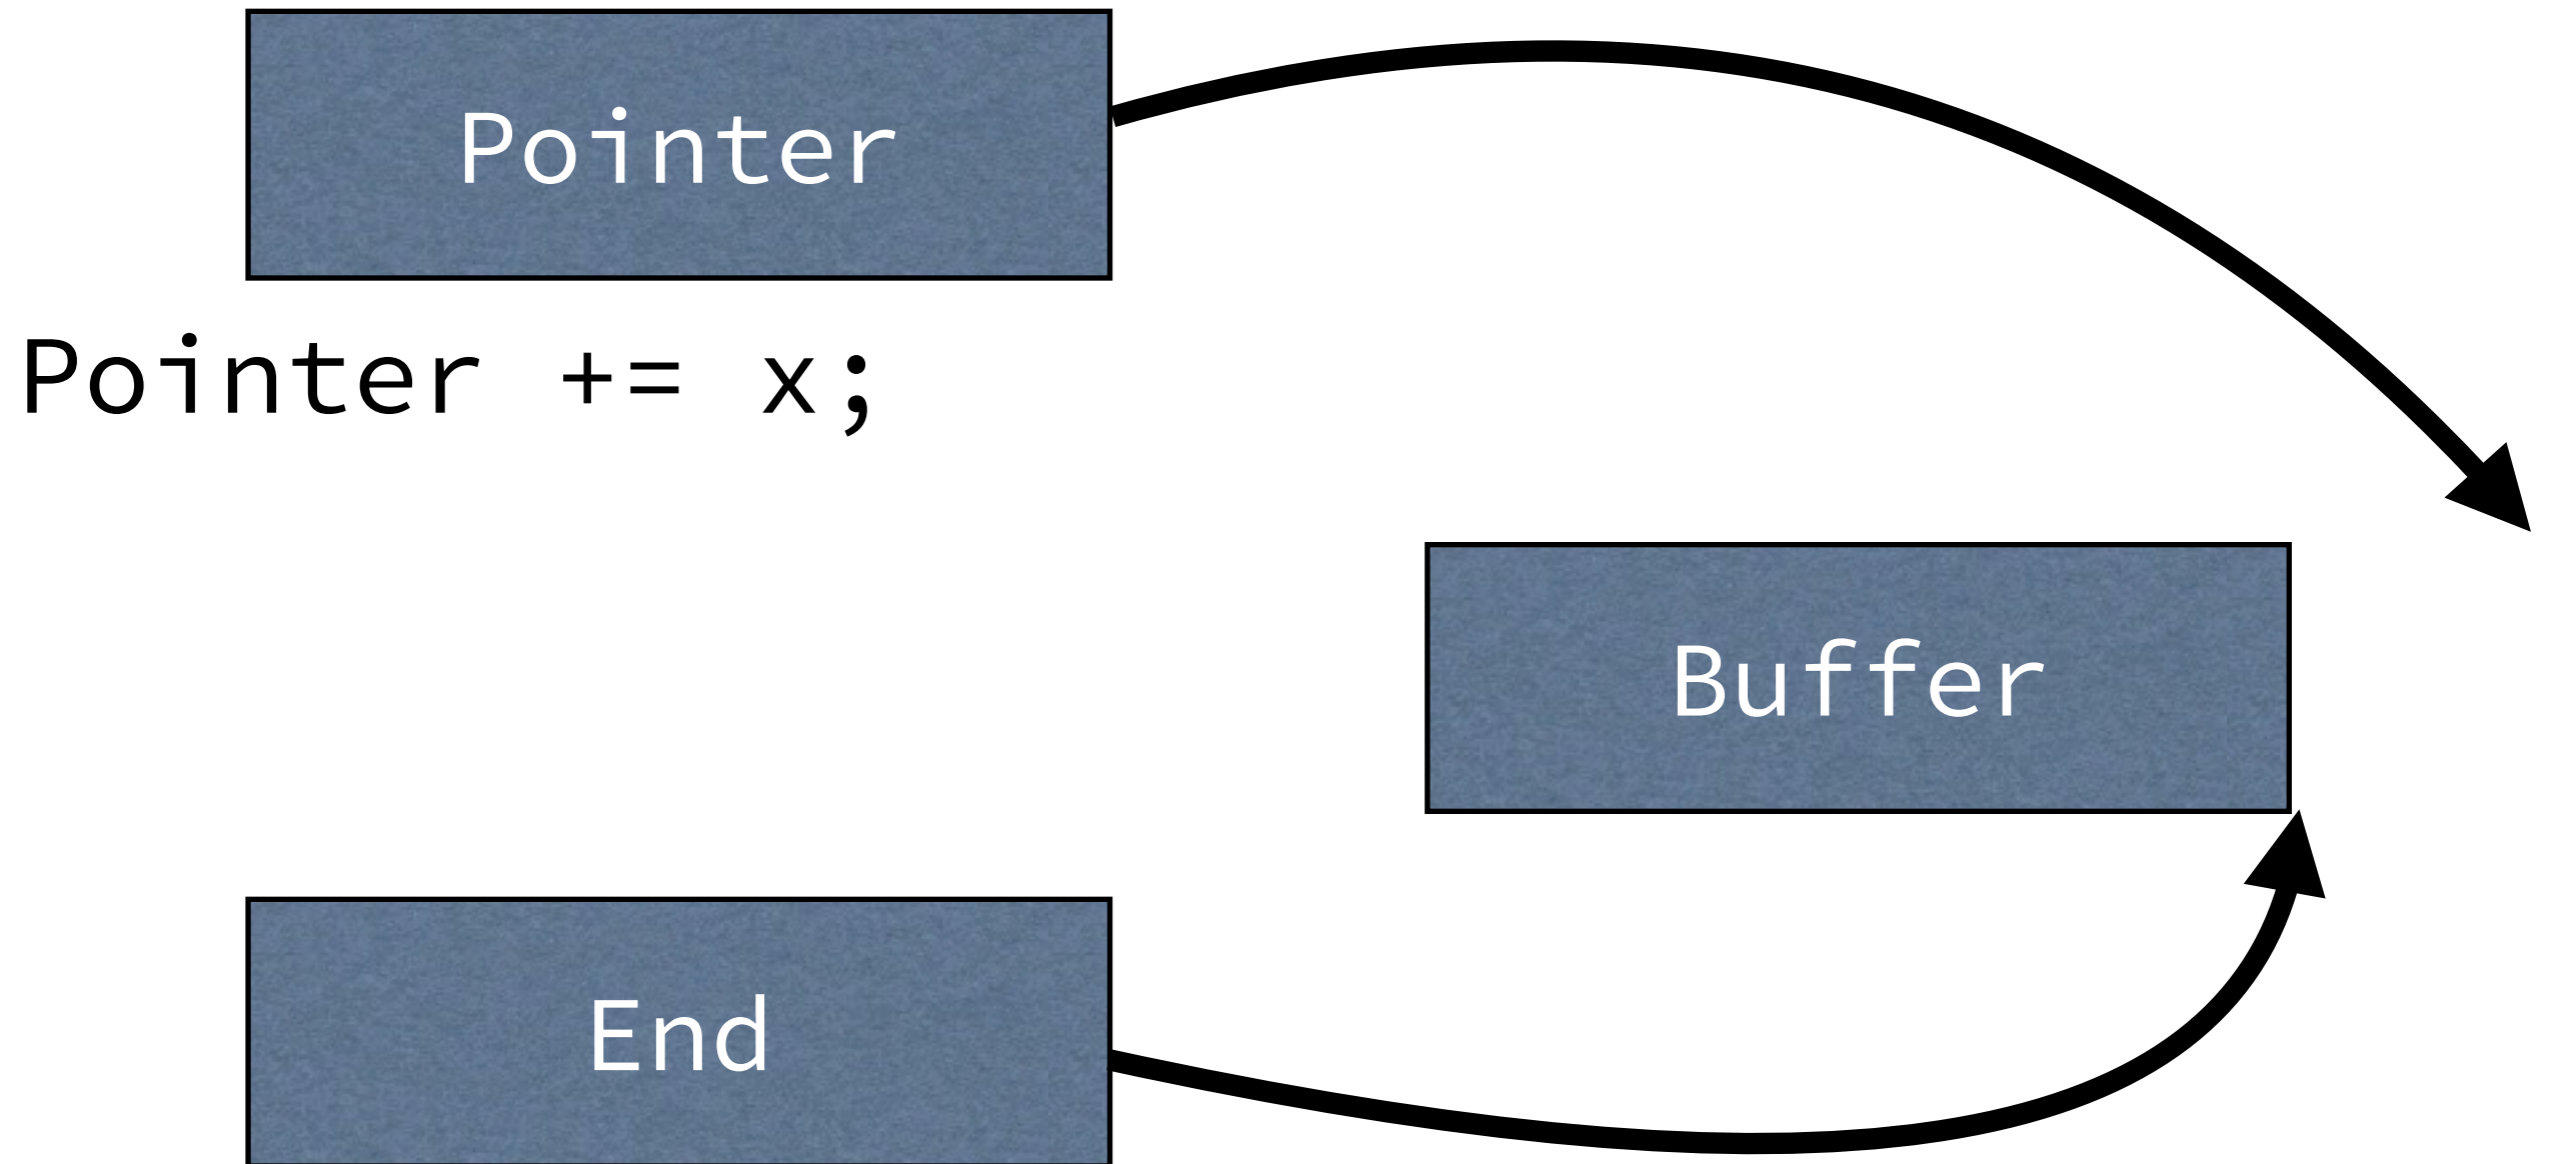 Pointer
Pointer += x;
Buffer
End